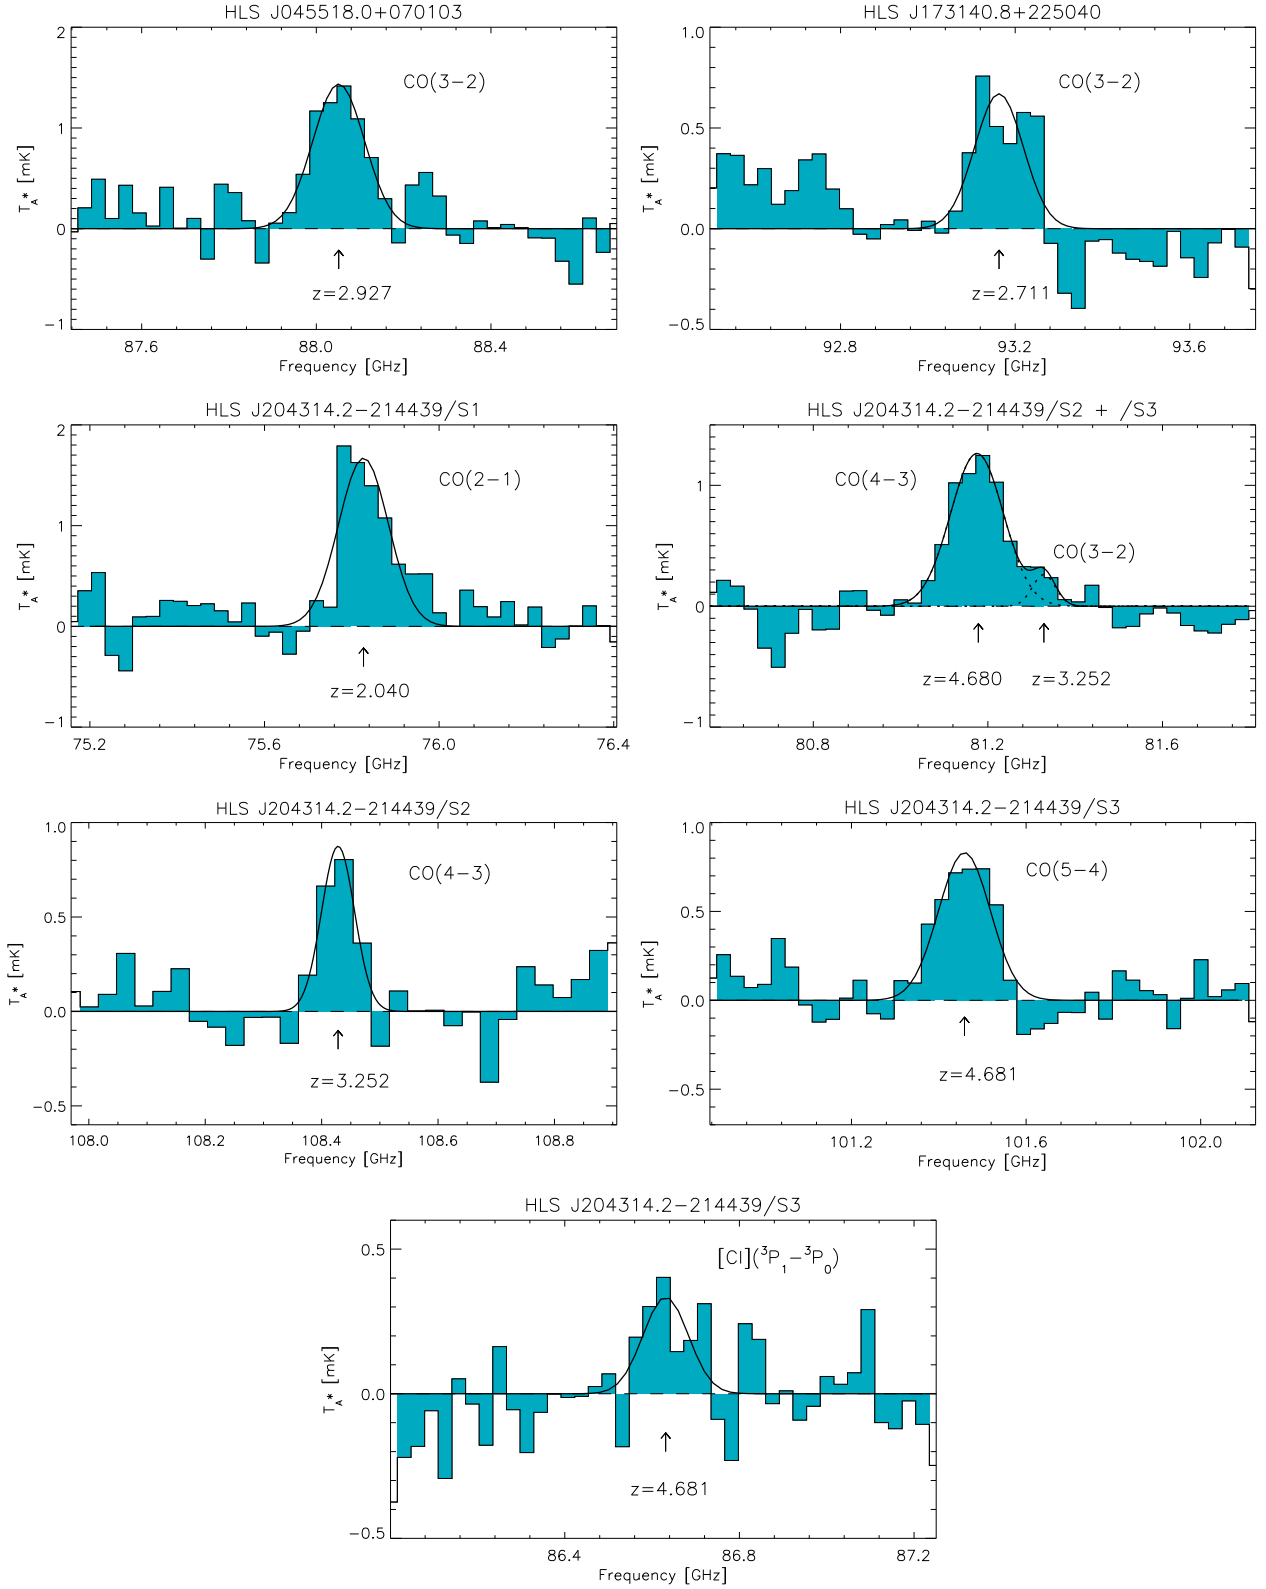 HLS J045518.0+070103
2
CO(3−2)
1
T_A* [mK]
0
z=2.927
−1
87.6 88.0 88.4
Frequency [GHz]
HLS J173140.8+225040
1.0
CO(3−2)
0.5
T_A* [mK]
0.0
z=2.711
−0.5
92.8 93.2 93.6
Frequency [GHz]
HLS J204314.2−214439/S1
2
CO(2−1)
1
T_A* [mK]
0
z=2.040
−1
75.2 75.6 76.0 76.4
Frequency [GHz]
HLS J204314.2−214439/S2 + /S3
CO(4−3)
1
CO(3−2)
T_A* [mK]
0
z=4.680 z=3.252
−1
80.8 81.2 81.6
Frequency [GHz]
HLS J204314.2−214439/S2
1.0
CO(4−3)
0.5
T_A* [mK]
0.0
z=3.252
−0.5
108.0 108.2 108.4 108.6 108.8
Frequency [GHz]
HLS J204314.2−214439/S3
1.0
CO(5−4)
0.5
T_A* [mK]
0.0
z=4.681
−0.5
101.2 101.6 102.0
Frequency [GHz]
HLS J204314.2−214439/S3
0.5
[CI](³P₁−³P₀)
T_A* [mK]
0.0
z=4.681
−0.5
86.4 86.8 87.2
Frequency [GHz]